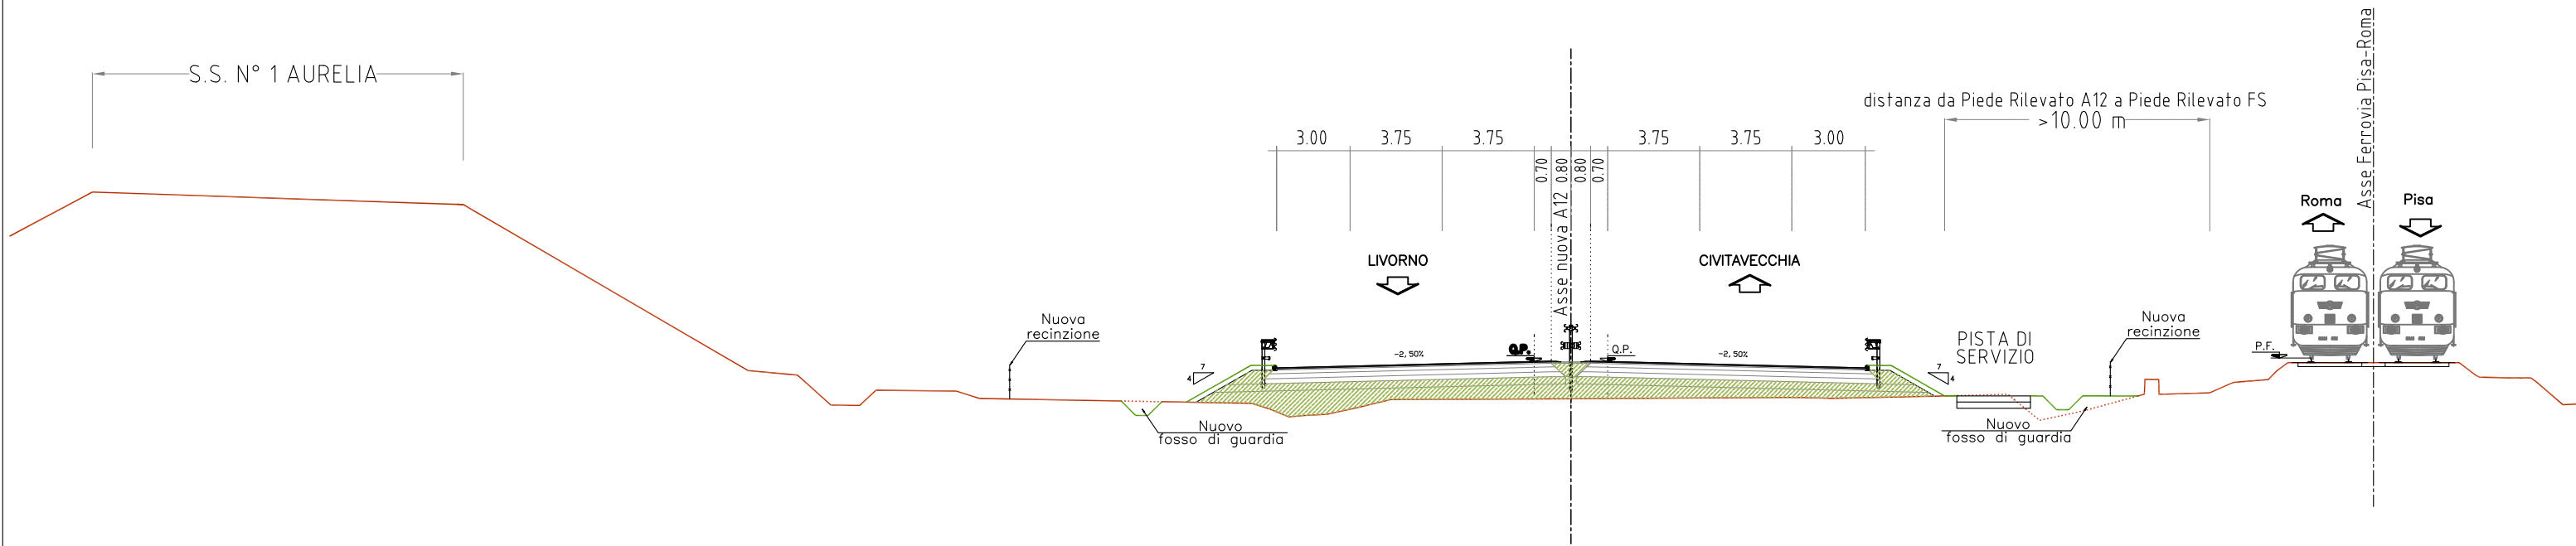 S.S. N° 1 AURELIA
3.00 3.75 3.75 0.70 0.80 0.80 0.70 3.75 3.75 3.00
Asse nuova A12
distanza da Piede Rilevato A12 a Piede Rilevato FS
>10.00 m
Asse Ferrovia Pisa-Roma
Roma
Pisa
LIVORNO
CIVITAVECCHIA
Nuova
recinzione
7
4
-2,50%
Q.P.
Q.P.
-2,50%
7
4
PISTA DI
SERVIZIO
Nuova
recinzione
P.F.
Nuovo
fosso di guardia
Nuovo
fosso di guardia